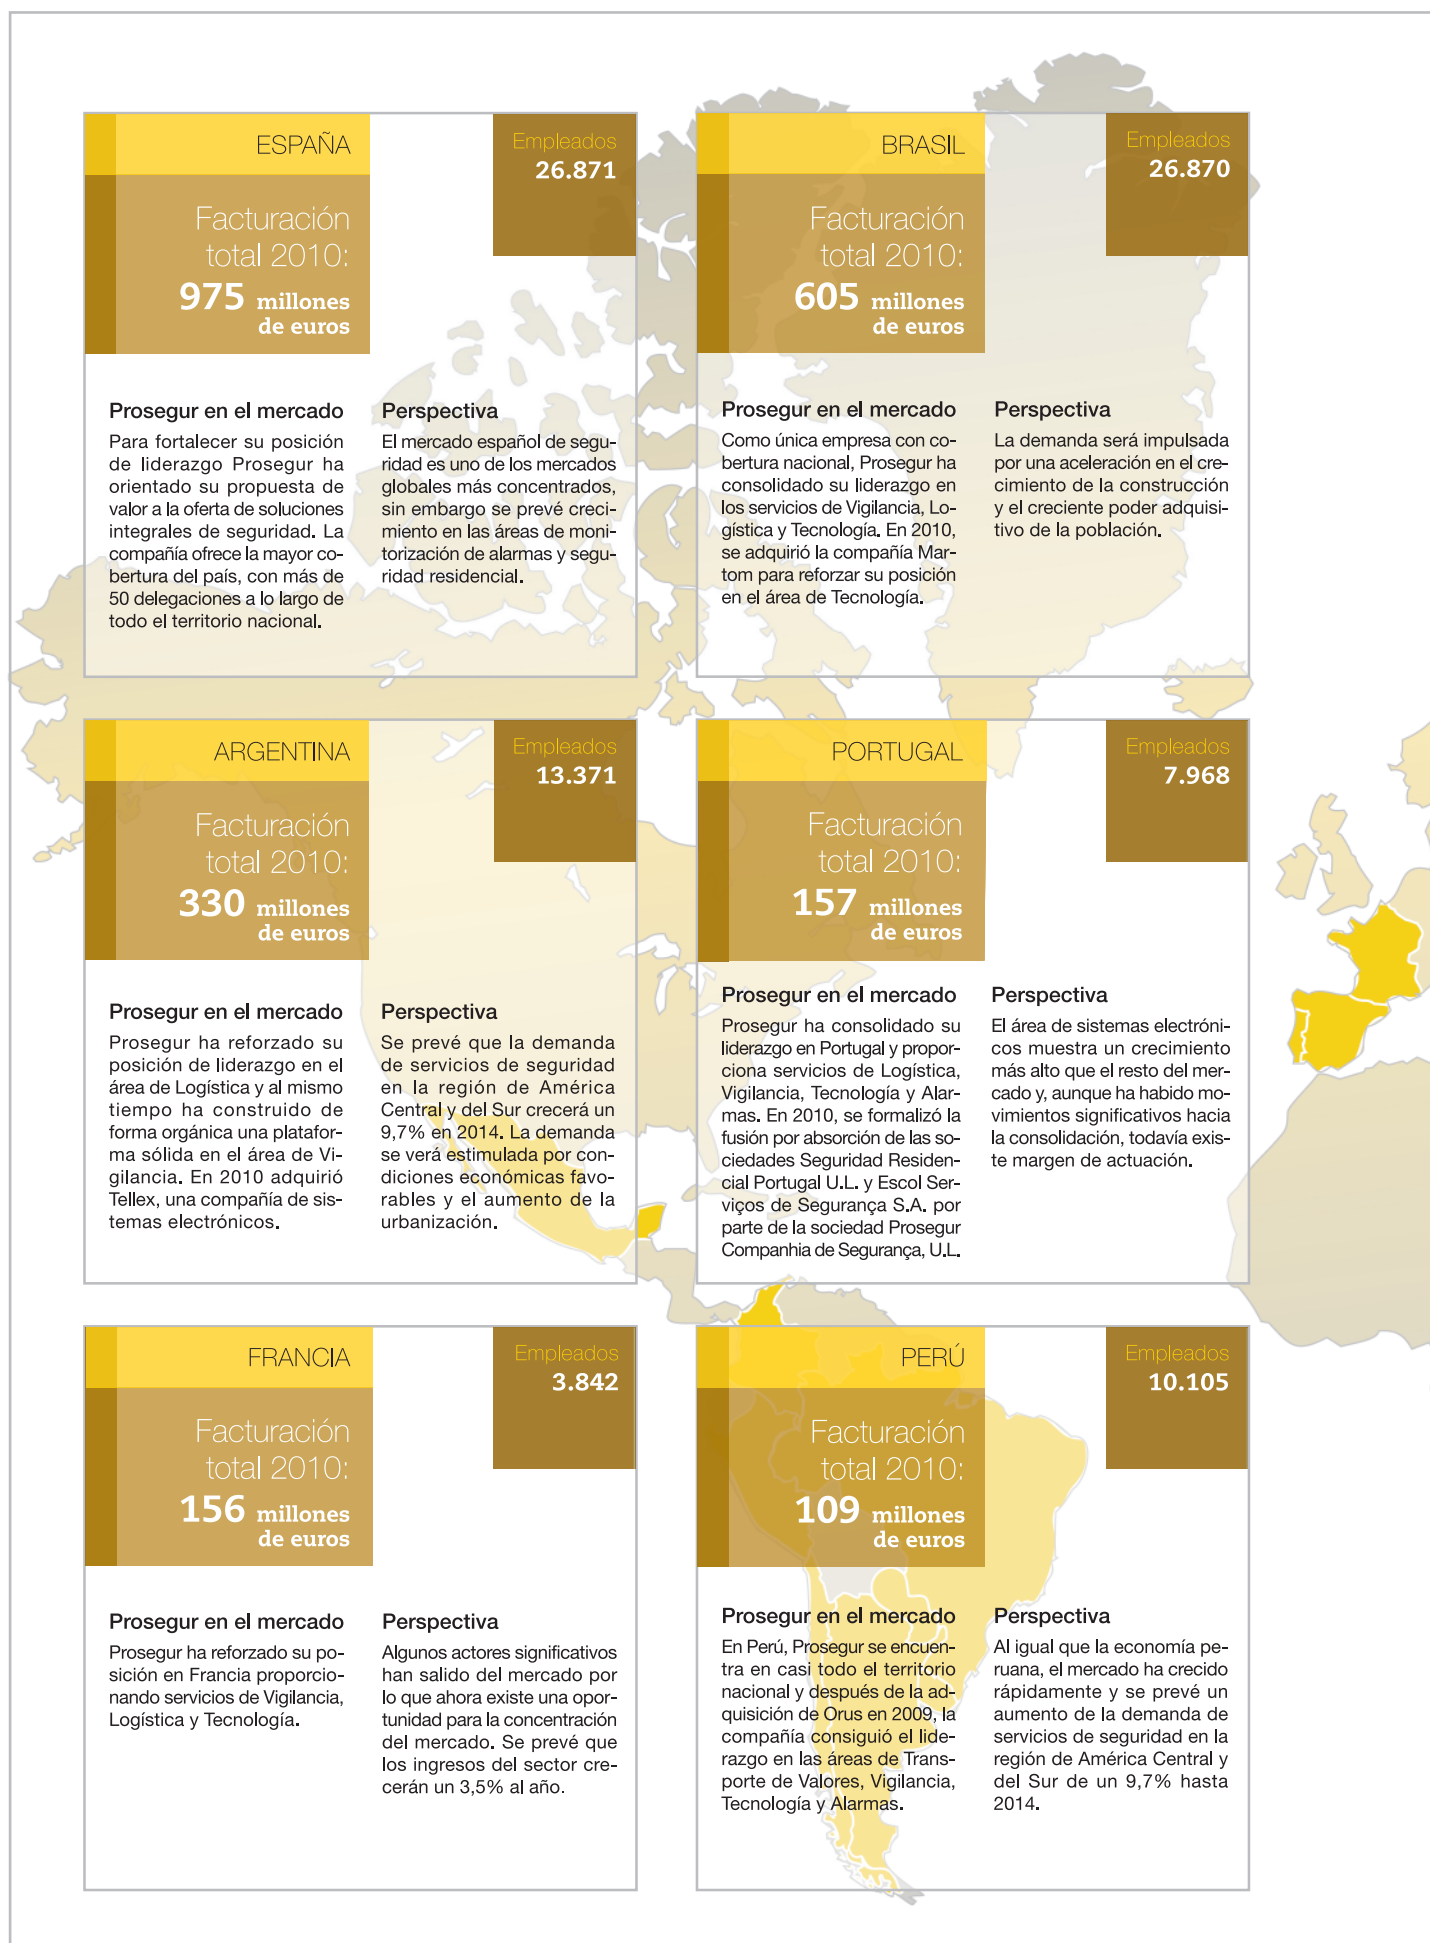 ESPAÑA
Empleados
26.871
Facturación
total 2010:
975 millones
de euros
Prosegur en el mercado
Para fortalecer su posición
de liderazgo Prosegur ha
orientado su propuesta de
valor a la oferta de soluciones
integrales de seguridad. La
compañía ofrece la mayor co-
bertura del país, con más de
50 delegaciones a lo largo de
todo el territorio nacional.
Perspectiva
El mercado español de segu-
ridad es uno de los mercados
globales más concentrados,
sin embargo se prevé creci-
miento en las áreas de moni-
torización de alarmas y segu-
ridad residencial.
BRASIL
Empleados
26.870
Facturación
total 2010:
605 millones
de euros
Prosegur en el mercado
Como única empresa con co-
bertura nacional, Prosegur ha
consolidado su liderazgo en
los servicios de Vigilancia, Lo-
gística y Tecnología. En 2010,
se adquirió la compañía Mar-
tom para reforzar su posición
en el área de Tecnología.
Perspectiva
La demanda será impulsada
por una aceleración en el cre-
cimiento de la construcción
y el creciente poder adquisi-
tivo de la población.
ARGENTINA
Empleados
13.371
Facturación
total 2010:
330 millones
de euros
Prosegur en el mercado
Prosegur ha reforzado su
posición de liderazgo en el
área de Logística y al mismo
tiempo ha construido de
forma orgánica una platafor-
ma sólida en el área de Vi-
gilancia. En 2010 adquirió
Tellex, una compañía de sis-
temas electrónicos.
Perspectiva
Se prevé que la demanda
de servicios de seguridad
en la región de América
Central y del Sur crecerá un
9,7% en 2014. La demanda
se verá estimulada por con-
diciones económicas favo-
rables y el aumento de la
urbanización.
PORTUGAL
Empleados
7.968
Facturación
total 2010:
157 millones
de euros
Prosegur en el mercado
Prosegur ha consolidado su
liderazgo en Portugal y propor-
ciona servicios de Logística,
Vigilancia, Tecnología y Alar-
mas. En 2010, se formalizó la
fusión por absorción de las so-
ciedades Seguridad Residen-
cial Portugal U.L. y Escol Ser-
viços de Segurança S.A. por
parte de la sociedad Prosegur
Companhia de Segurança, U.L.
Perspectiva
El área de sistemas electróni-
cos muestra un crecimiento
más alto que el resto del mer-
cado y, aunque ha habido mo-
vimientos significativos hacia
la consolidación, todavía exis-
te margen de actuación.
FRANCIA
Empleados
3.842
Facturación
total 2010:
156 millones
de euros
Prosegur en el mercado
Prosegur ha reforzado su po-
sición en Francia proporcio-
nando servicios de Vigilancia,
Logística y Tecnología.
Perspectiva
Algunos actores significativos
han salido del mercado por
lo que ahora existe una opor-
tunidad para la concentración
del mercado. Se prevé que
los ingresos del sector cre-
cerán un 3,5% al año.
PERÚ
Empleados
10.105
Facturación
total 2010:
109 millones
de euros
Prosegur en el mercado
En Perú, Prosegur se encuen-
tra en casi todo el territorio
nacional y después de la ad-
quisición de Orus en 2009, la
compañía consiguió el lide-
razgo en las áreas de Trans-
porte de Valores, Vigilancia,
Tecnología y Alarmas.
Perspectiva
Al igual que la economía pe-
ruana, el mercado ha crecido
rápidamente y se prevé un
aumento de la demanda de
servicios de seguridad en la
región de América Central y
del Sur de un 9,7% hasta
2014.